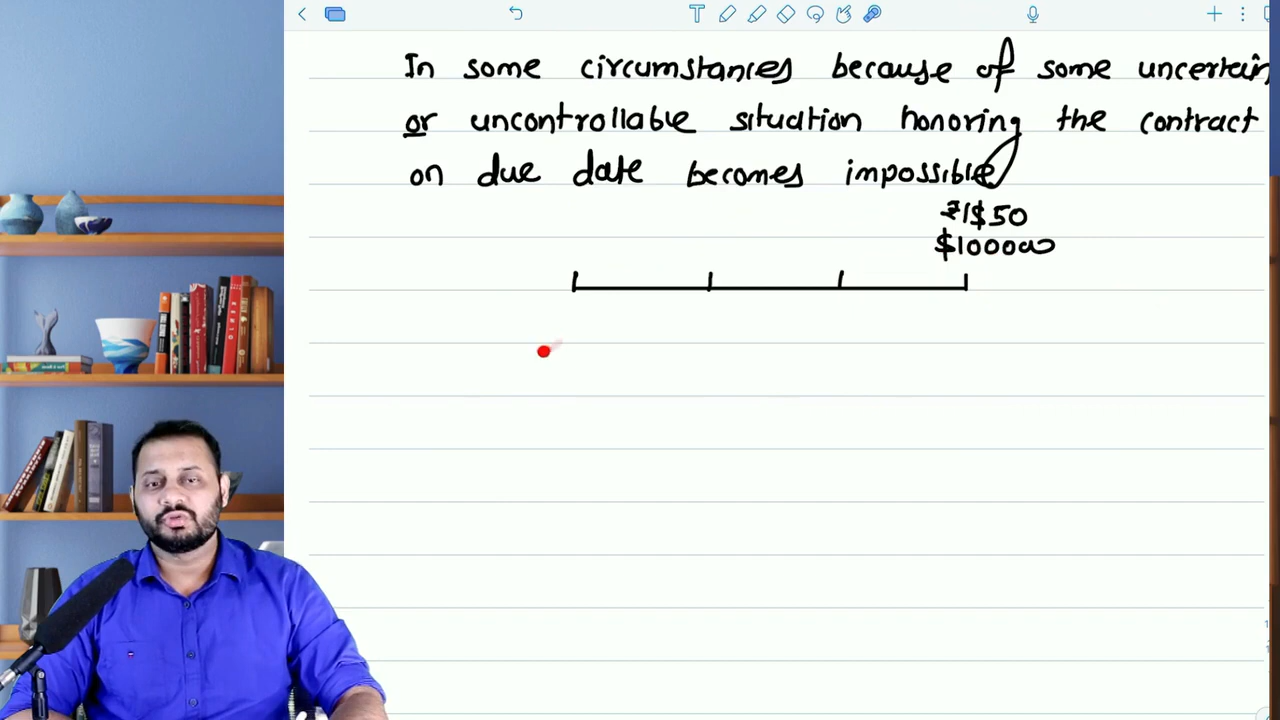 In some circumstances because of some uncertain
or uncontrollable situation honoring the contract
on due date becomes impossible
₹/1$ 50
$100000